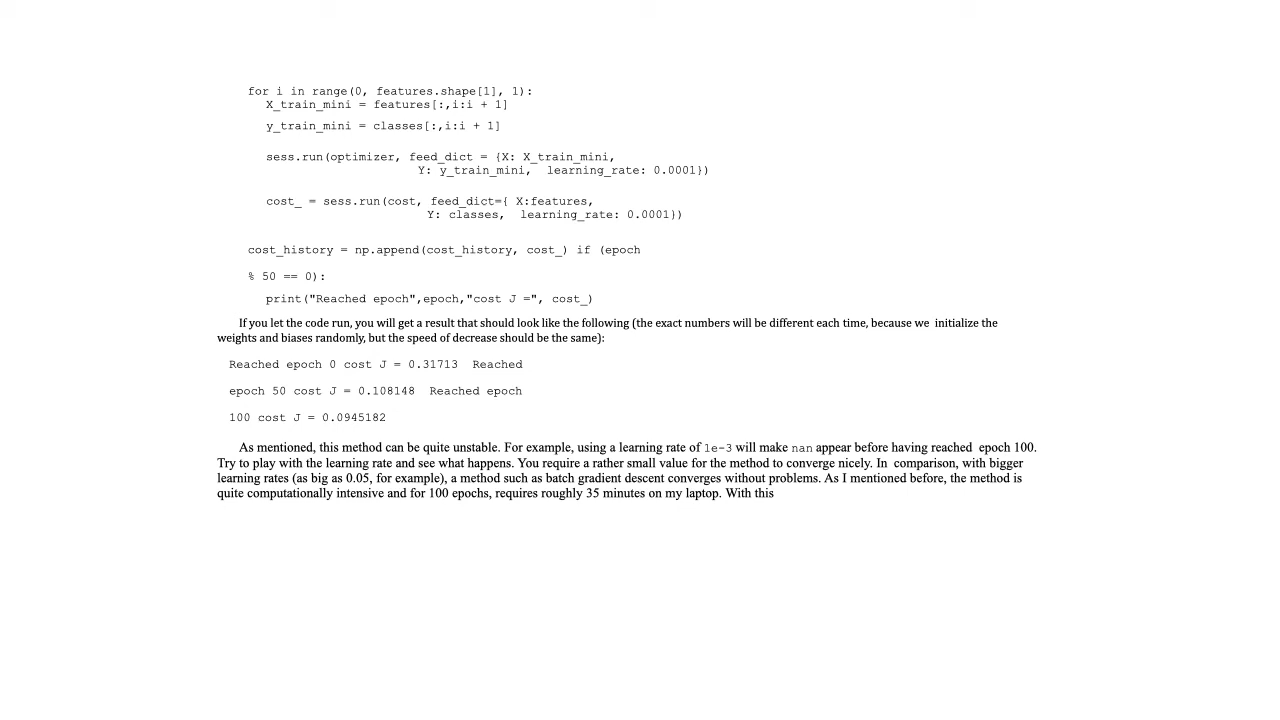 for i in range(0, features.shape[1], 1):
X_train_mini = features[:,i:i + 1]
y_train_mini = classes[:,i:i + 1]
sess.run(optimizer, feed_dict = {X: X_train_mini,
Y: y_train_mini, learning_rate: 0.0001})
cost_ = sess.run(cost, feed_dict={ X:features,
Y: classes, learning_rate: 0.0001})
cost_history = np.append(cost_history, cost_) if (epoch
% 50 == 0):
print("Reached epoch",epoch,"cost J =", cost_)
If you let the code run, you will get a result that should look like the following (the exact numbers will be different each time, because we initialize the
weights and biases randomly, but the speed of decrease should be the same):
Reached epoch 0 cost J = 0.31713 Reached
epoch 50 cost J = 0.108148 Reached epoch
100 cost J = 0.0945182
As mentioned, this method can be quite unstable. For example, using a learning rate of 1e-3 will make nan appear before having reached epoch 100.
Try to play with the learning rate and see what happens. You require a rather small value for the method to converge nicely. In comparison, with bigger
learning rates (as big as 0.05, for example), a method such as batch gradient descent converges without problems. As I mentioned before, the method is
quite computationally intensive and for 100 epochs, requires roughly 35 minutes on my laptop. With this